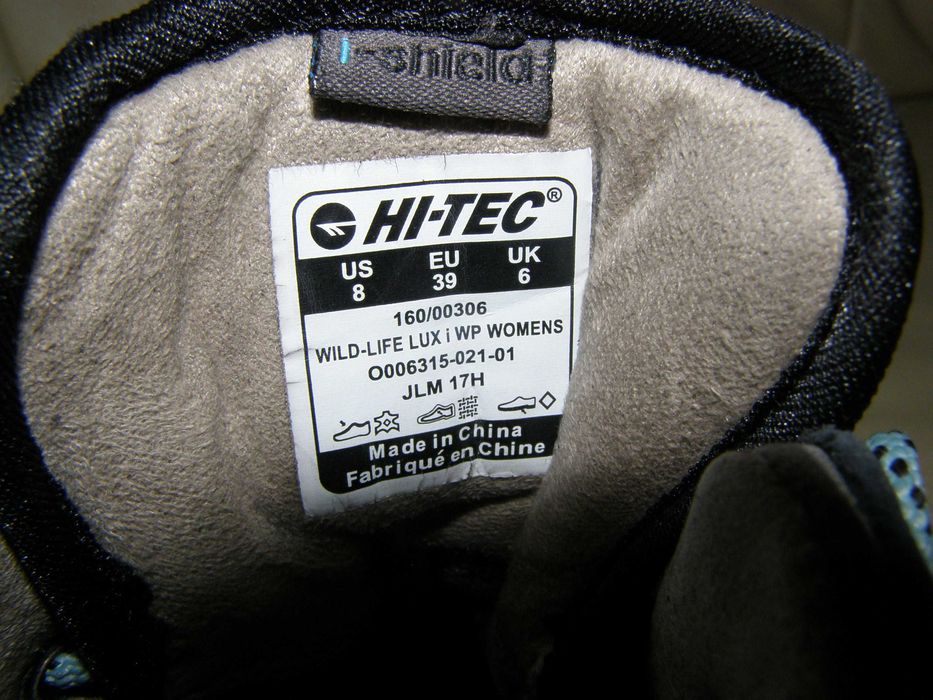 i-shield
HI-TEC®
US EU UK
8 39 6
160/00306
WILD-LIFE LUX i WP WOMENS
O006315-021-01
JLM 17H
Made in China
Fabriqué en Chine